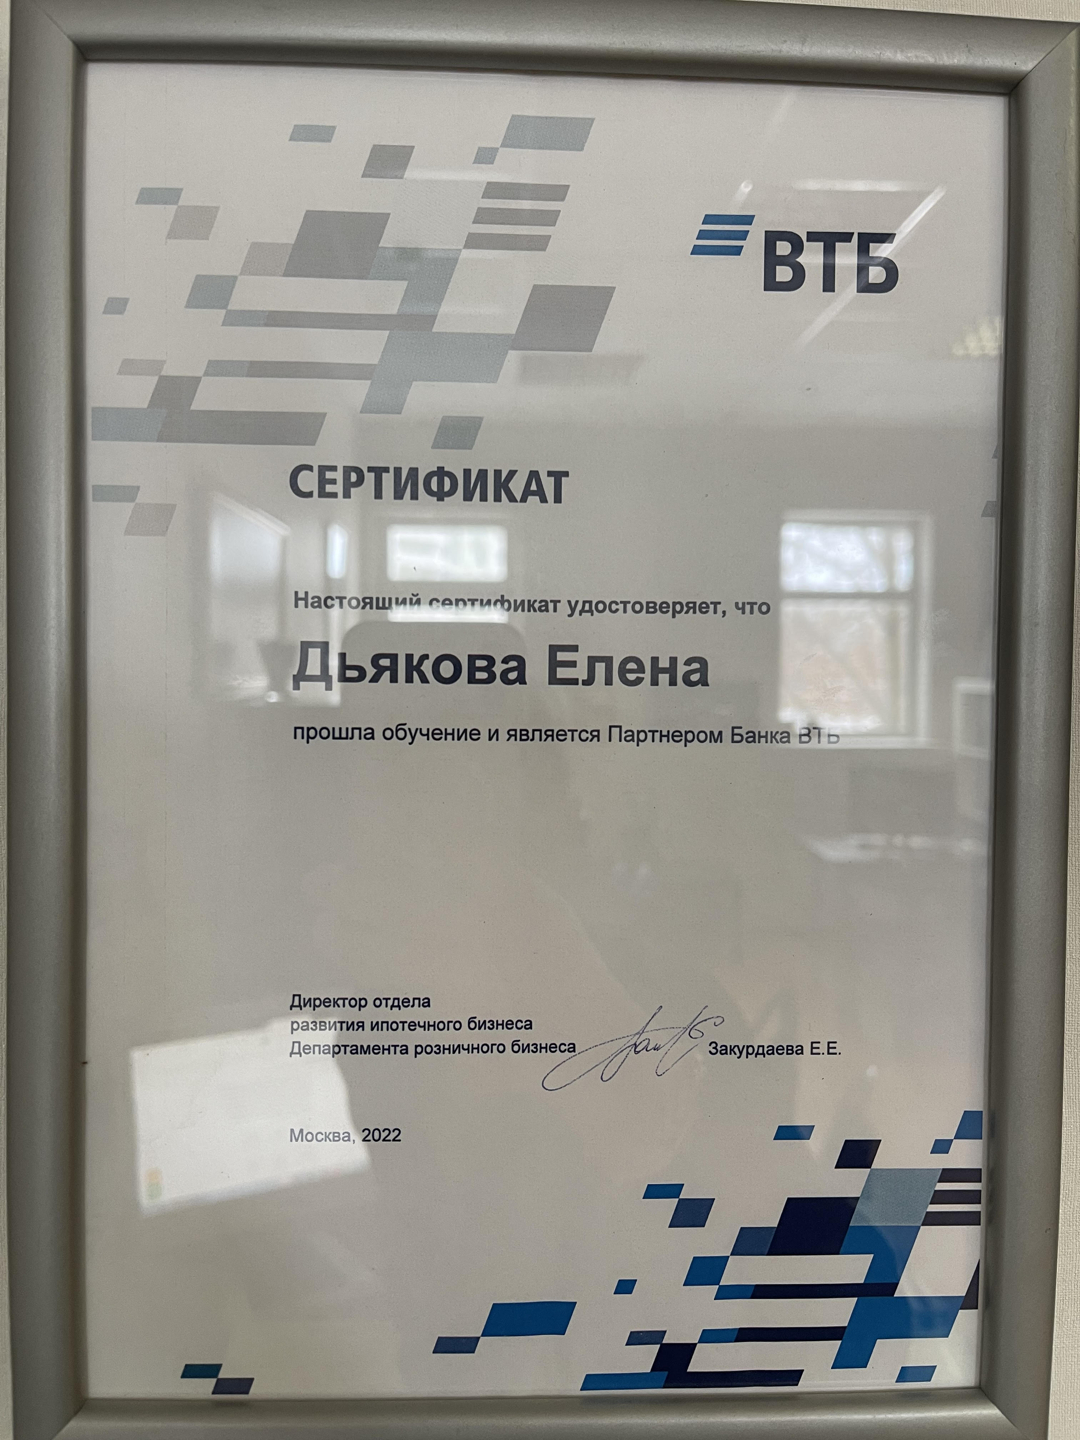 ВТБ
СЕРТИФИКАТ
Настоящий сертификат удостоверяет, что
Дьякова Елена
прошла обучение и является Партнером Банка ВТБ
Директор отдела
развития ипотечного бизнеса
Департамента розничного бизнеса
Закурдаева Е.Е.
Москва, 2022